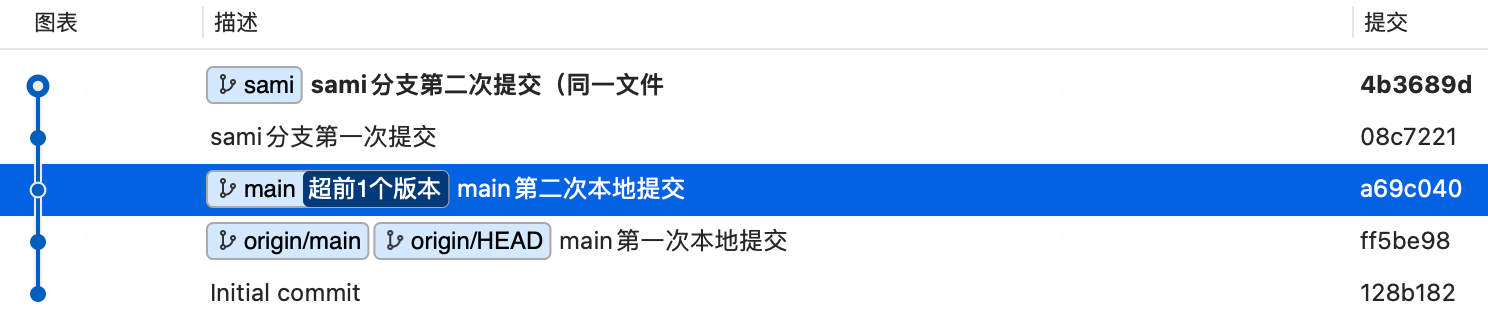 图表 描述 提交
sami sami分支第二次提交（同一文件 4b3689d
sami分支第一次提交 08c7221
main 超前1个版本 main第二次本地提交 a69c040
origin/main origin/HEAD main第一次本地提交 ff5be98
Initial commit 128b182